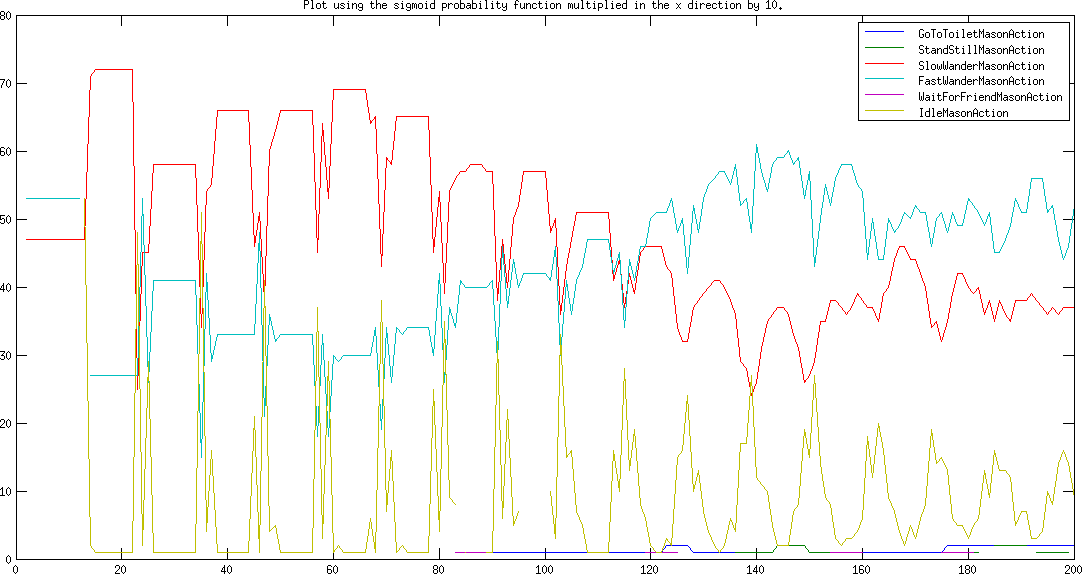 Plot using the sigmoid probability function multiplied in the x direction by 10.
80
70
60
50
40
30
20
10
0
GoToToiletMasonAction
StandStillMasonAction
SlowWanderMasonAction
FastWanderMasonAction
WaitForFriendMasonAction
IdleMasonAction
0 20 40 60 80 100 120 140 160 180 200